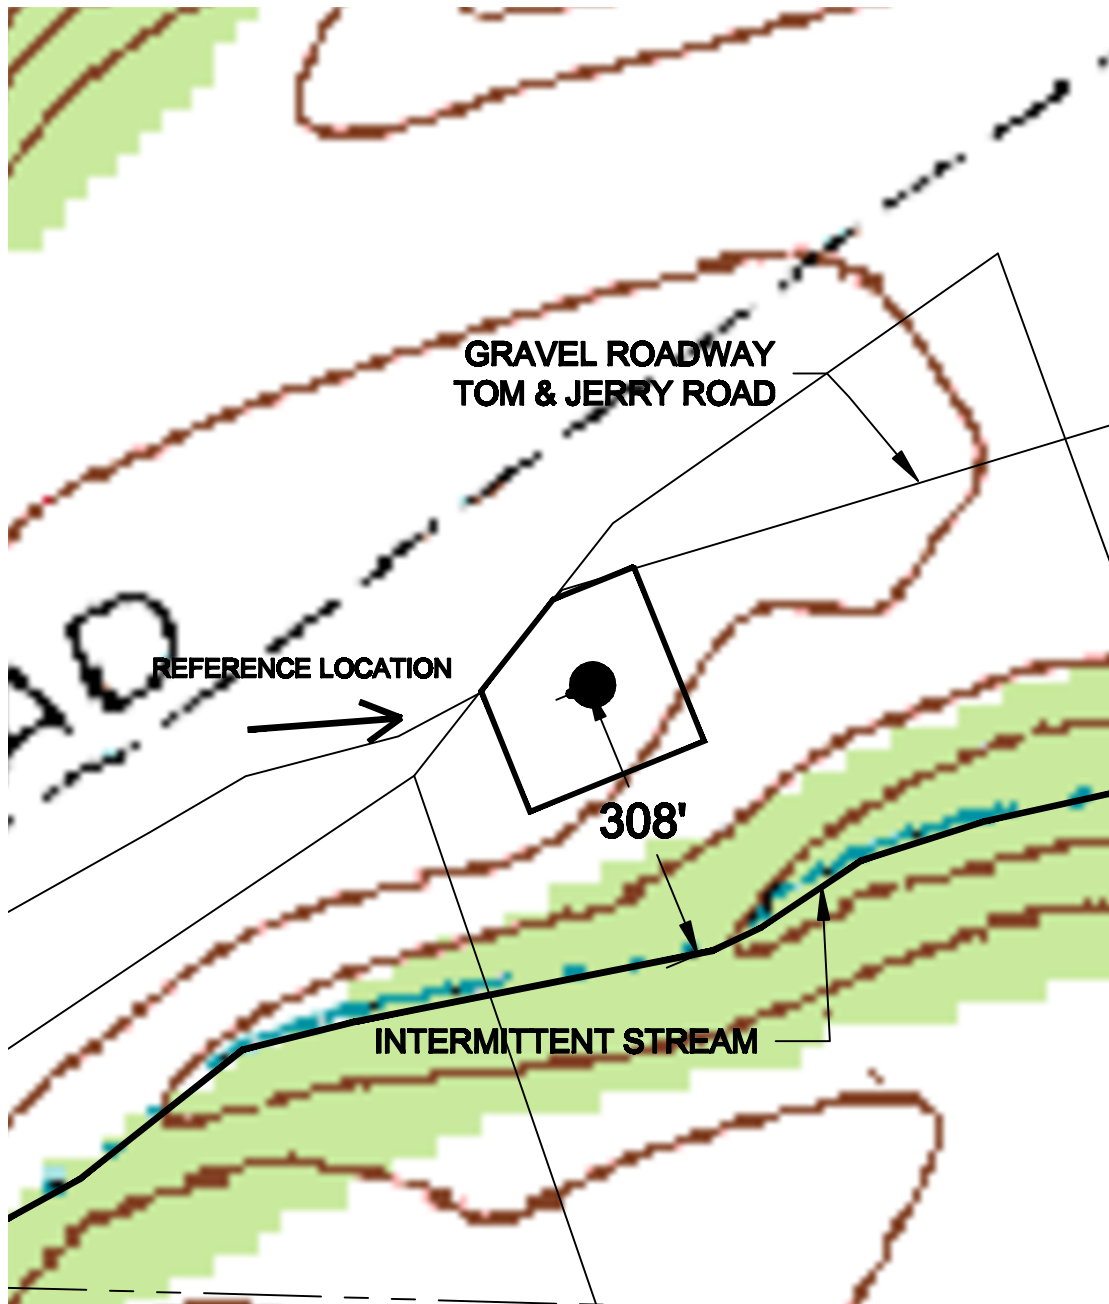 GRAVEL ROADWAY
TOM & JERRY ROAD
REFERENCE LOCATION
308'
INTERMITTENT STREAM